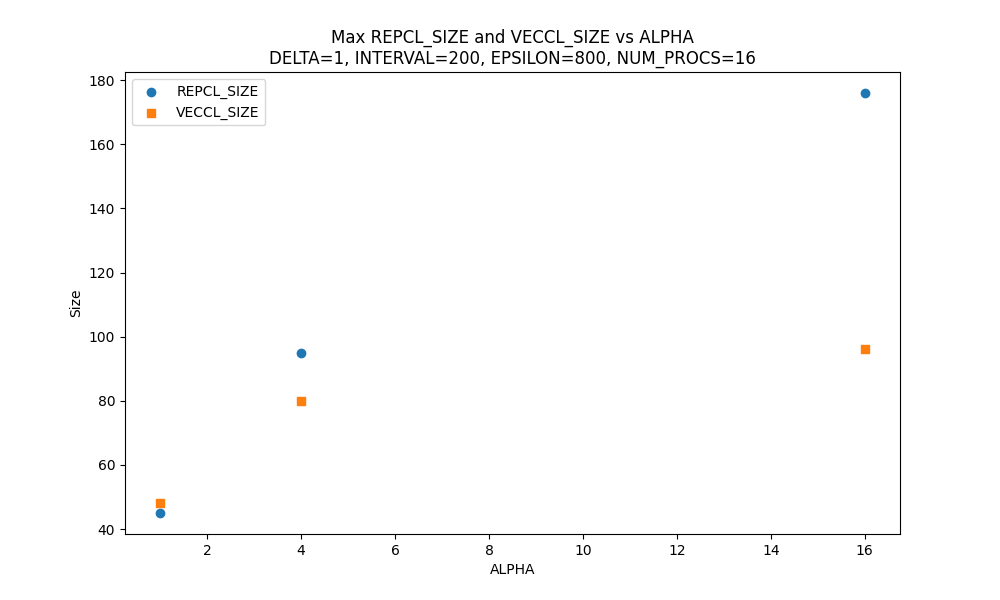 Max REPCL_SIZE and VECCL_SIZE vs ALPHA
DELTA=1, INTERVAL=200, EPSILON=800, NUM_PROCS=16
REPCL_SIZE
VECCL_SIZE
180
160
140
120
100
80
60
40
Size
2
4
6
8
10
12
14
16
ALPHA